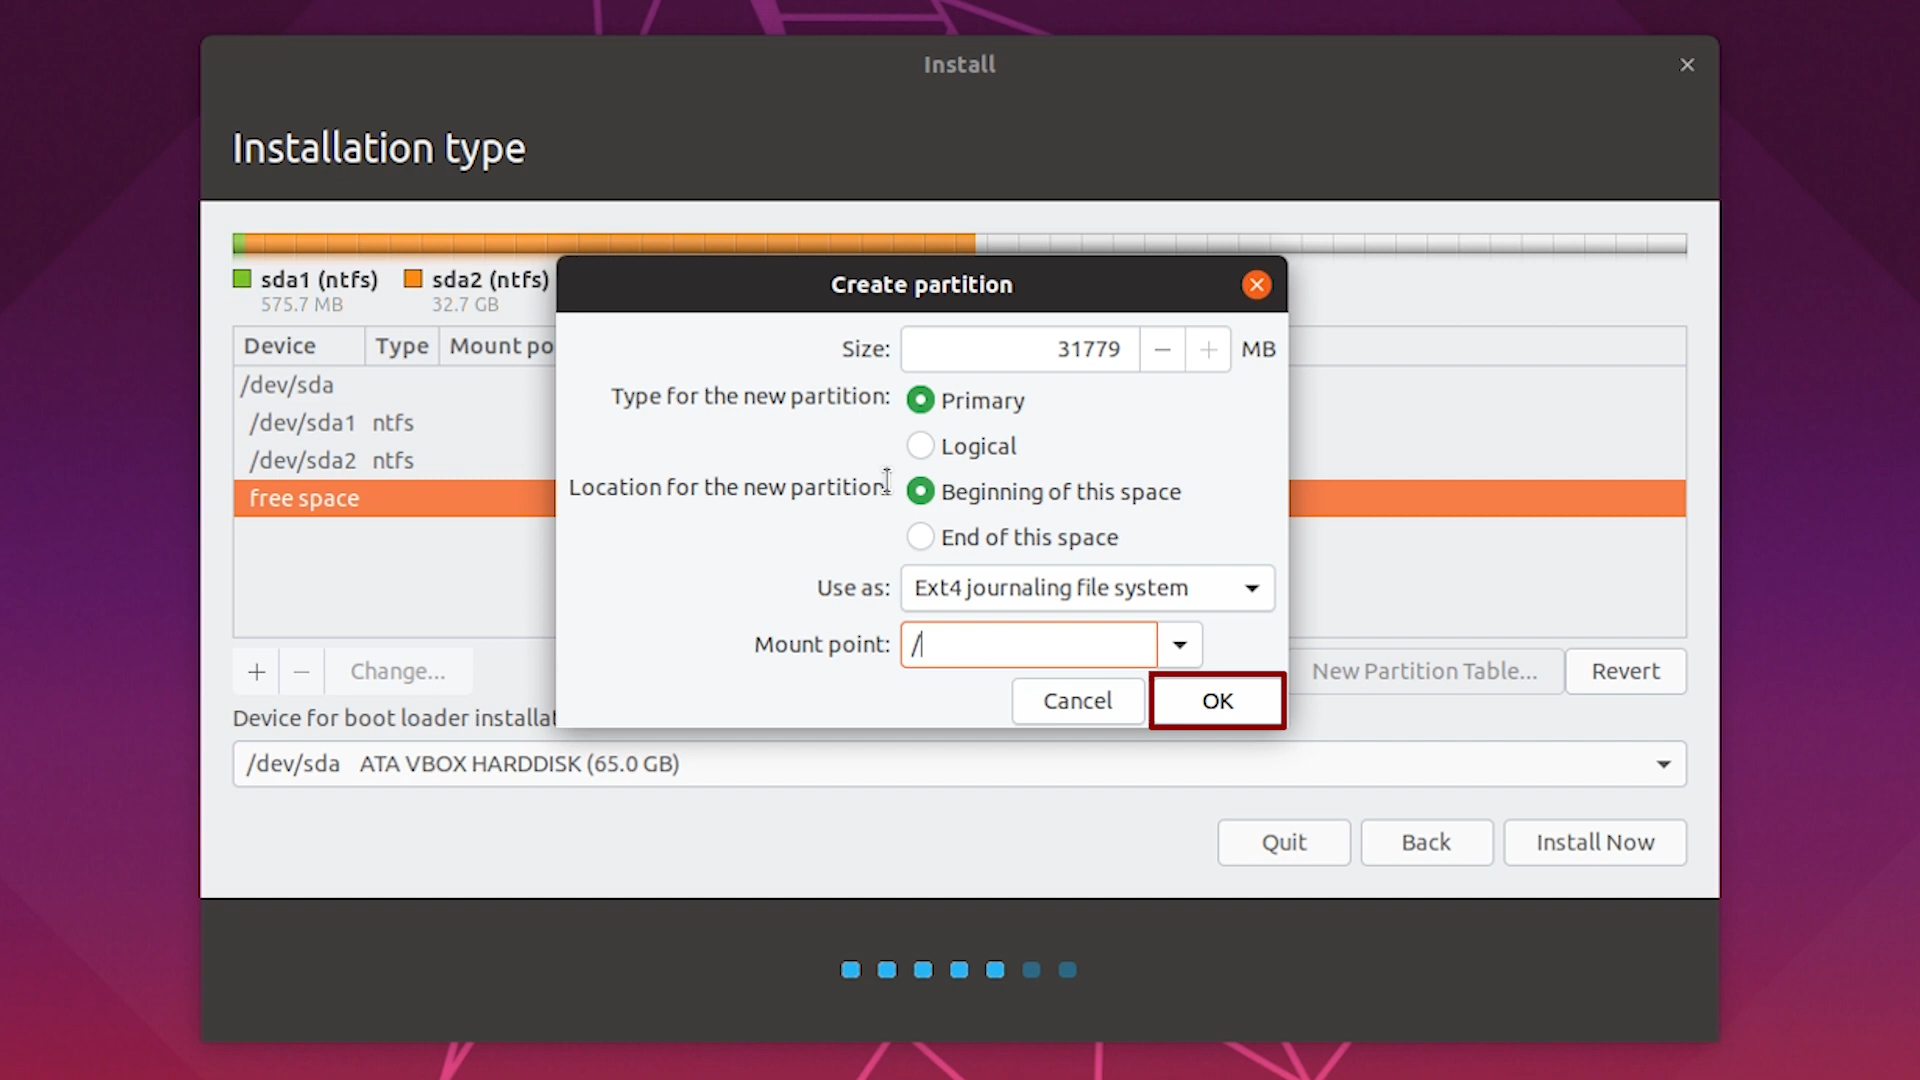 Install
Installation type
sda1 (ntfs) sda2 (ntfs)
575.7 MB 32.7 GB
Create partition
Size: 31779 MB
Type for the new partition: Primary
Logical
Location for the new partition: Beginning of this space
End of this space
Use as: Ext4 journaling file system
Mount point: /
Cancel OK
Device Type Mount po
/dev/sda
/dev/sda1 ntfs
/dev/sda2 ntfs
free space
+ − Change... New Partition Table... Revert
Device for boot loader installat
/dev/sda ATA VBOX HARDDISK (65.0 GB)
Quit Back Install Now